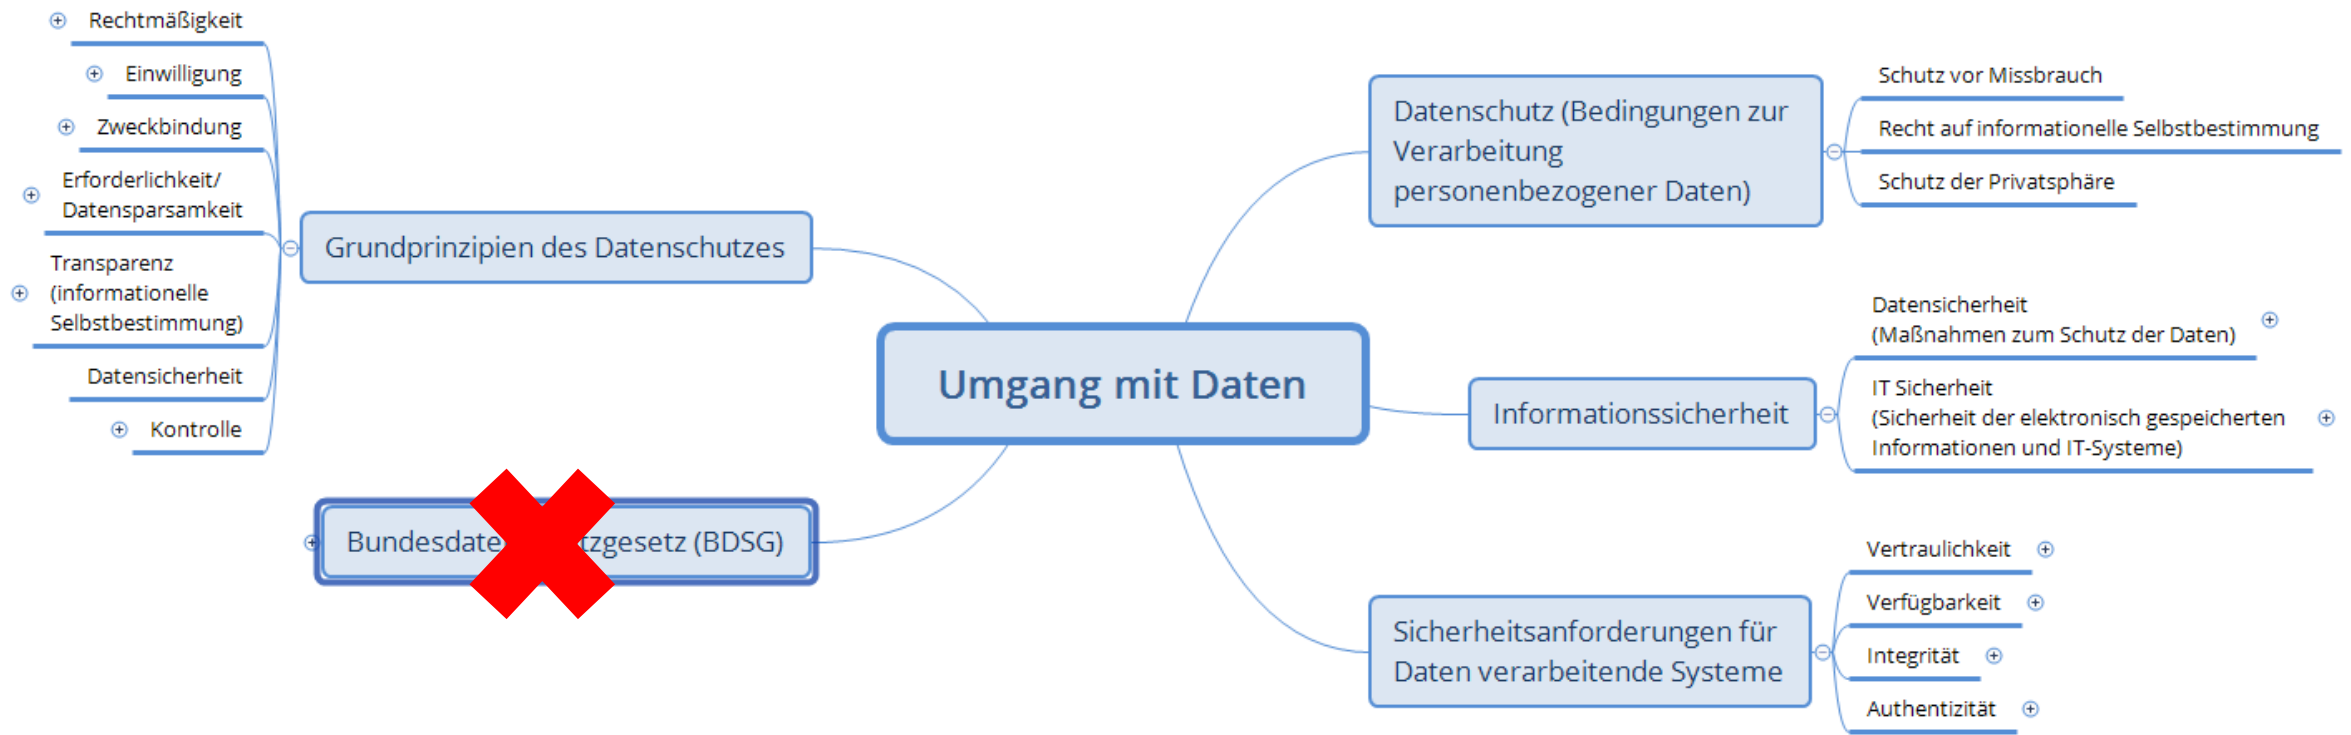 Rechtmäßigkeit
Einwilligung
Zweckbindung
Erforderlichkeit/
Datensparsamkeit
Transparenz
(informationelle
Selbstbestimmung)
Datensicherheit
Kontrolle
Grundprinzipien des Datenschutzes
(BDSG)
Umgang mit Daten
Datenschutz (Bedingungen zur
Verarbeitung
personenbezogener Daten)
Schutz vor Missbrauch
Recht auf informationelle Selbstbestimmung
Schutz der Privatsphäre
Informationssicherheit
Datensicherheit
(Maßnahmen zum Schutz der Daten)
IT Sicherheit
(Sicherheit der elektronisch gespeicherten
Informationen und IT-Systeme)
Sicherheitsanforderungen für
Daten verarbeitende Systeme
Vertraulichkeit
Verfügbarkeit
Integrität
Authentizität